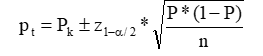 p_t = P_k ± z_{1−α/2} * √(P*(1−P) / n)